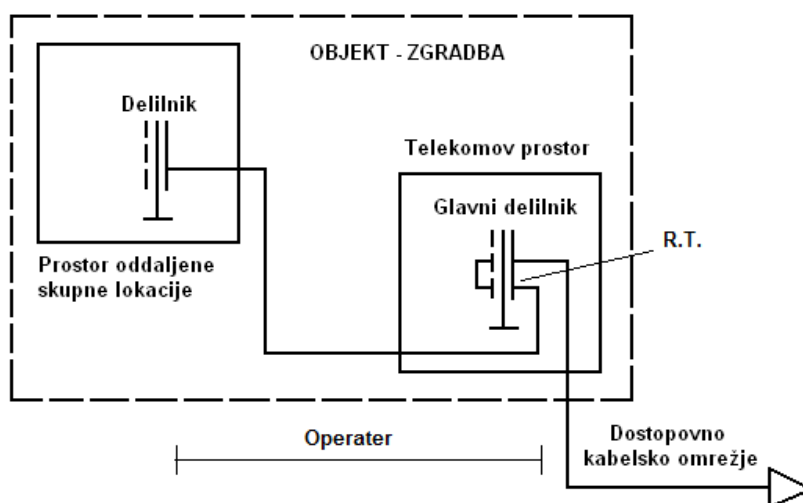 OBJEKT - ZGRADBA
Delilnik
Telekomov prostor
Glavni delilnik
R.T.
Prostor oddaljene
skupne lokacije
Operater
Dostopovno
kabelsko omrežje